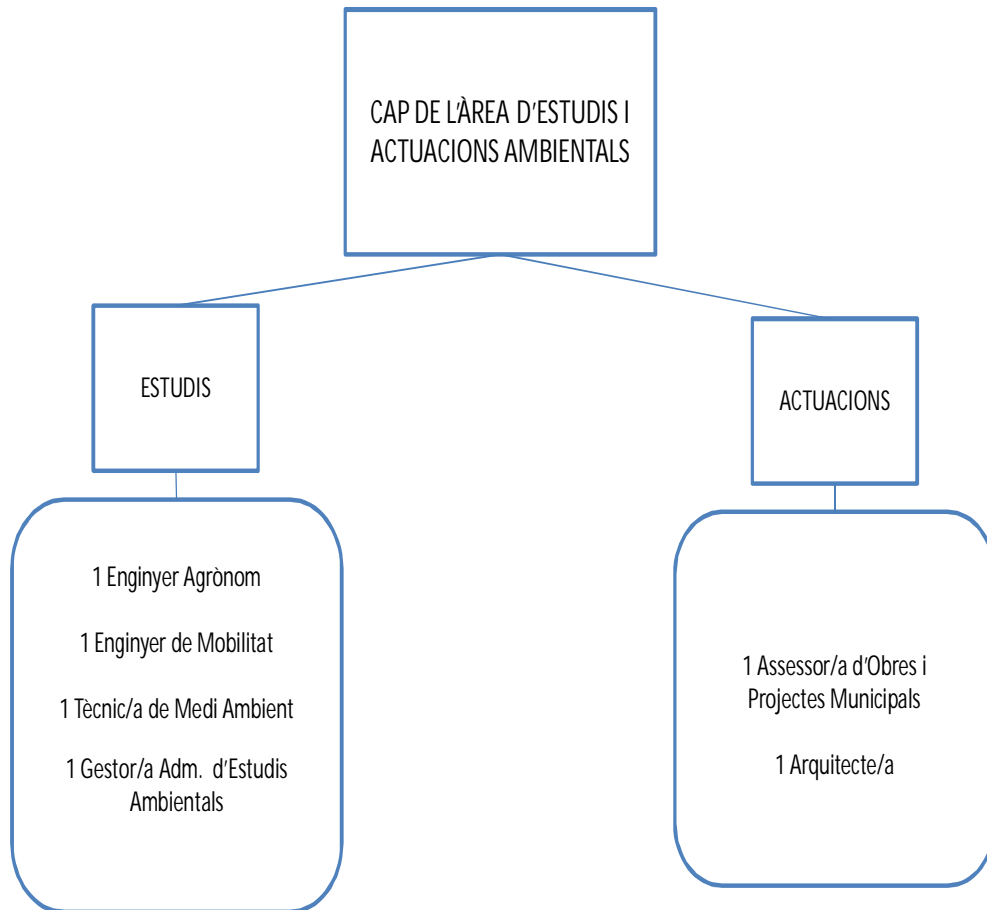 CAP DE L'ÀREA D'ESTUDIS I
ACTUACIONS AMBIENTALS
ESTUDIS
1 Enginyer Agrònom
1 Enginyer de Mobilitat
1 Tècnic/a de Medi Ambient
1 Gestor/a Adm. d'Estudis
Ambientals
ACTUACIONS
1 Assessor/a d'Obres i
Projectes Municipals
1 Arquitecte/a